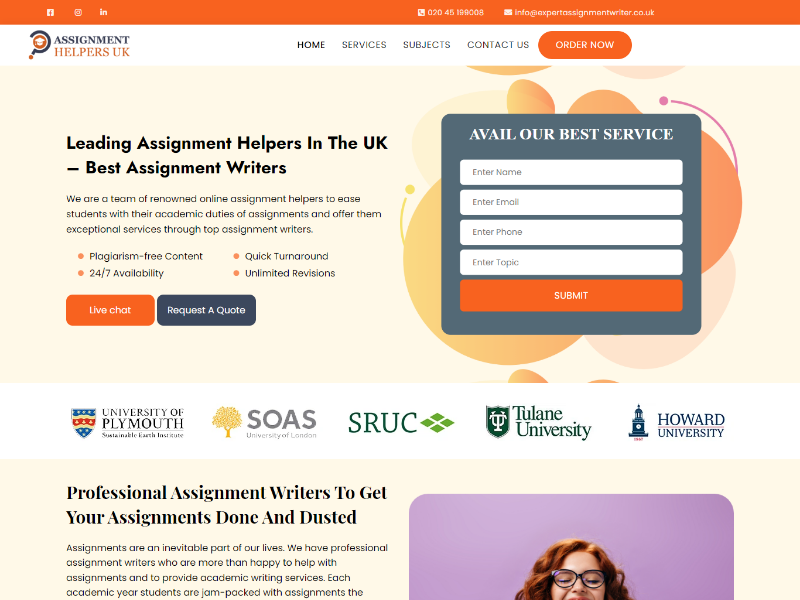 020 45 199008
info@expertassignmentwriter.co.uk
ASSIGNMENT
HELPERS UK
HOME
SERVICES
SUBJECTS
CONTACT US
ORDER NOW
Leading Assignment Helpers In The UK
– Best Assignment Writers
We are a team of renowned online assignment helpers to ease
students with their academic duties of assignments and offer them
exceptional services through top assignment writers.
Plagiarism-free Content
Quick Turnaround
24/7 Availability
Unlimited Revisions
Live chat
Request A Quote
AVAIL OUR BEST SERVICE
Enter Name
Enter Email
Enter Phone
Enter Topic
SUBMIT
UNIVERSITY OF
PLYMOUTH
Sustainable Earth Institute
SOAS
University of London
SRUC
Tulane
University
HOWARD
UNIVERSITY
1867
Professional Assignment Writers To Get
Your Assignments Done And Dusted
Assignments are an inevitable part of our lives. We have professional
assignment writers who are more than happy to help with
assignments and to provide academic writing services. Each
academic year students are jam-packed with assignments the